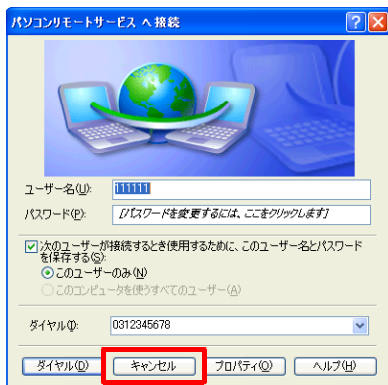 パソコンリモートサービス へ接続
ユーザー名(U):
111111
パスワード(P):
[パスワードを変更するには、ここをクリックします]
次のユーザーが接続するとき使用するために、このユーザー名とパスワード
を保存する(S):
このユーザーのみ(N)
このコンピュータを使うすべてのユーザー(A)
ダイヤル(I):
0312345678
ダイヤル(D)
キャンセル
プロパティ(O)
ヘルプ(H)